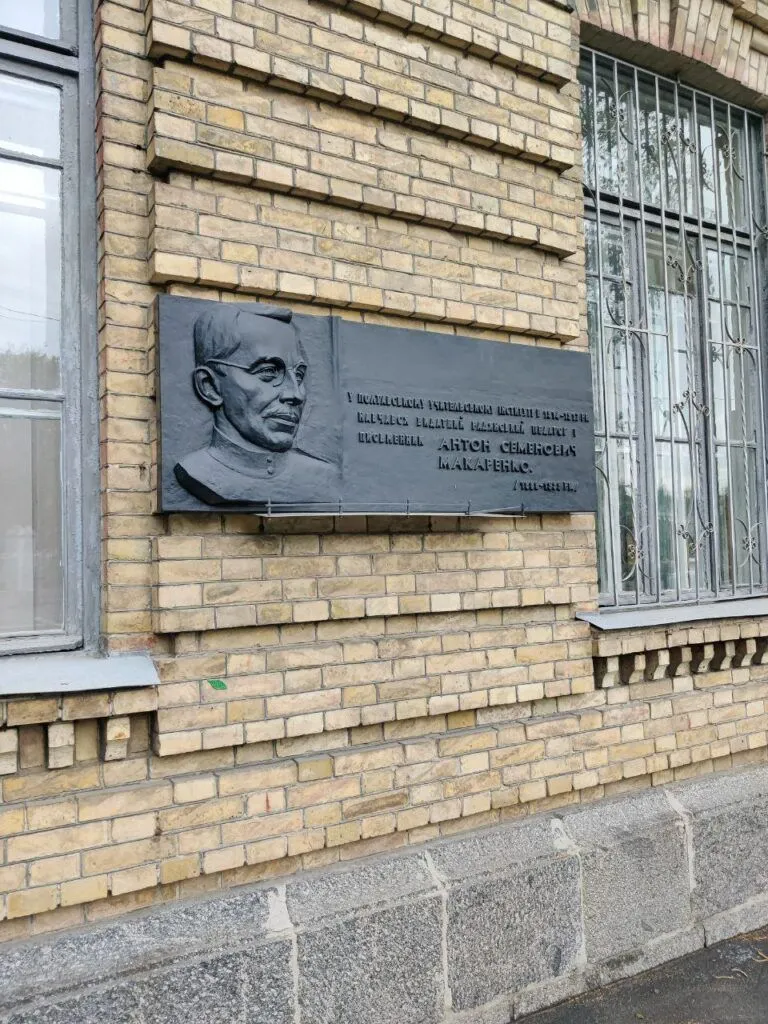 У ПОЛТАВСЬКОМУ УЧИТЕЛЬСЬКОМУ ІНСТИТУТІ В 1914-1917 РР.
НАВЧАВСЯ ВИДАТНИЙ РАДЯНСЬКИЙ ПЕДАГОГ І
ПИСЬМЕННИК АНТОН СЕМЕНОВИЧ
МАКАРЕНКО.
/1888-1939 РР./